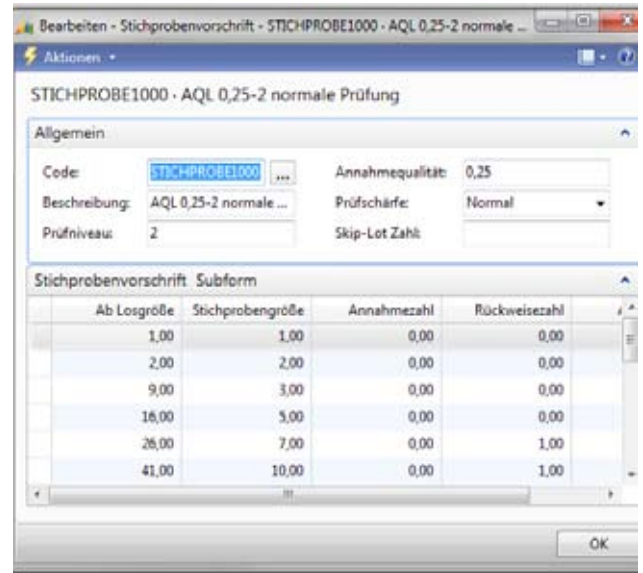 Bearbeiten - Stichprobenvorschrift - STICHPROBE1000 · AQL 0,25-2 normale ...
Aktionen
STICHPROBE1000 · AQL 0,25-2 normale Prüfung
Allgemein
Code: STICHPROBE1000 ... Annahmequalität: 0,25
Beschreibung: AQL 0,25-2 normale ... Prüfschärfe: Normal
Prüfniveau: 2 Skip-Lot Zahl:
Stichprobenvorschrift Subform
Ab Losgröße Stichprobengröße Annahmezahl Rückweisezahl
1,00 1,00 0,00 0,00
2,00 2,00 0,00 0,00
9,00 3,00 0,00 0,00
16,00 5,00 0,00 0,00
26,00 7,00 0,00 1,00
41,00 10,00 0,00 1,00
OK